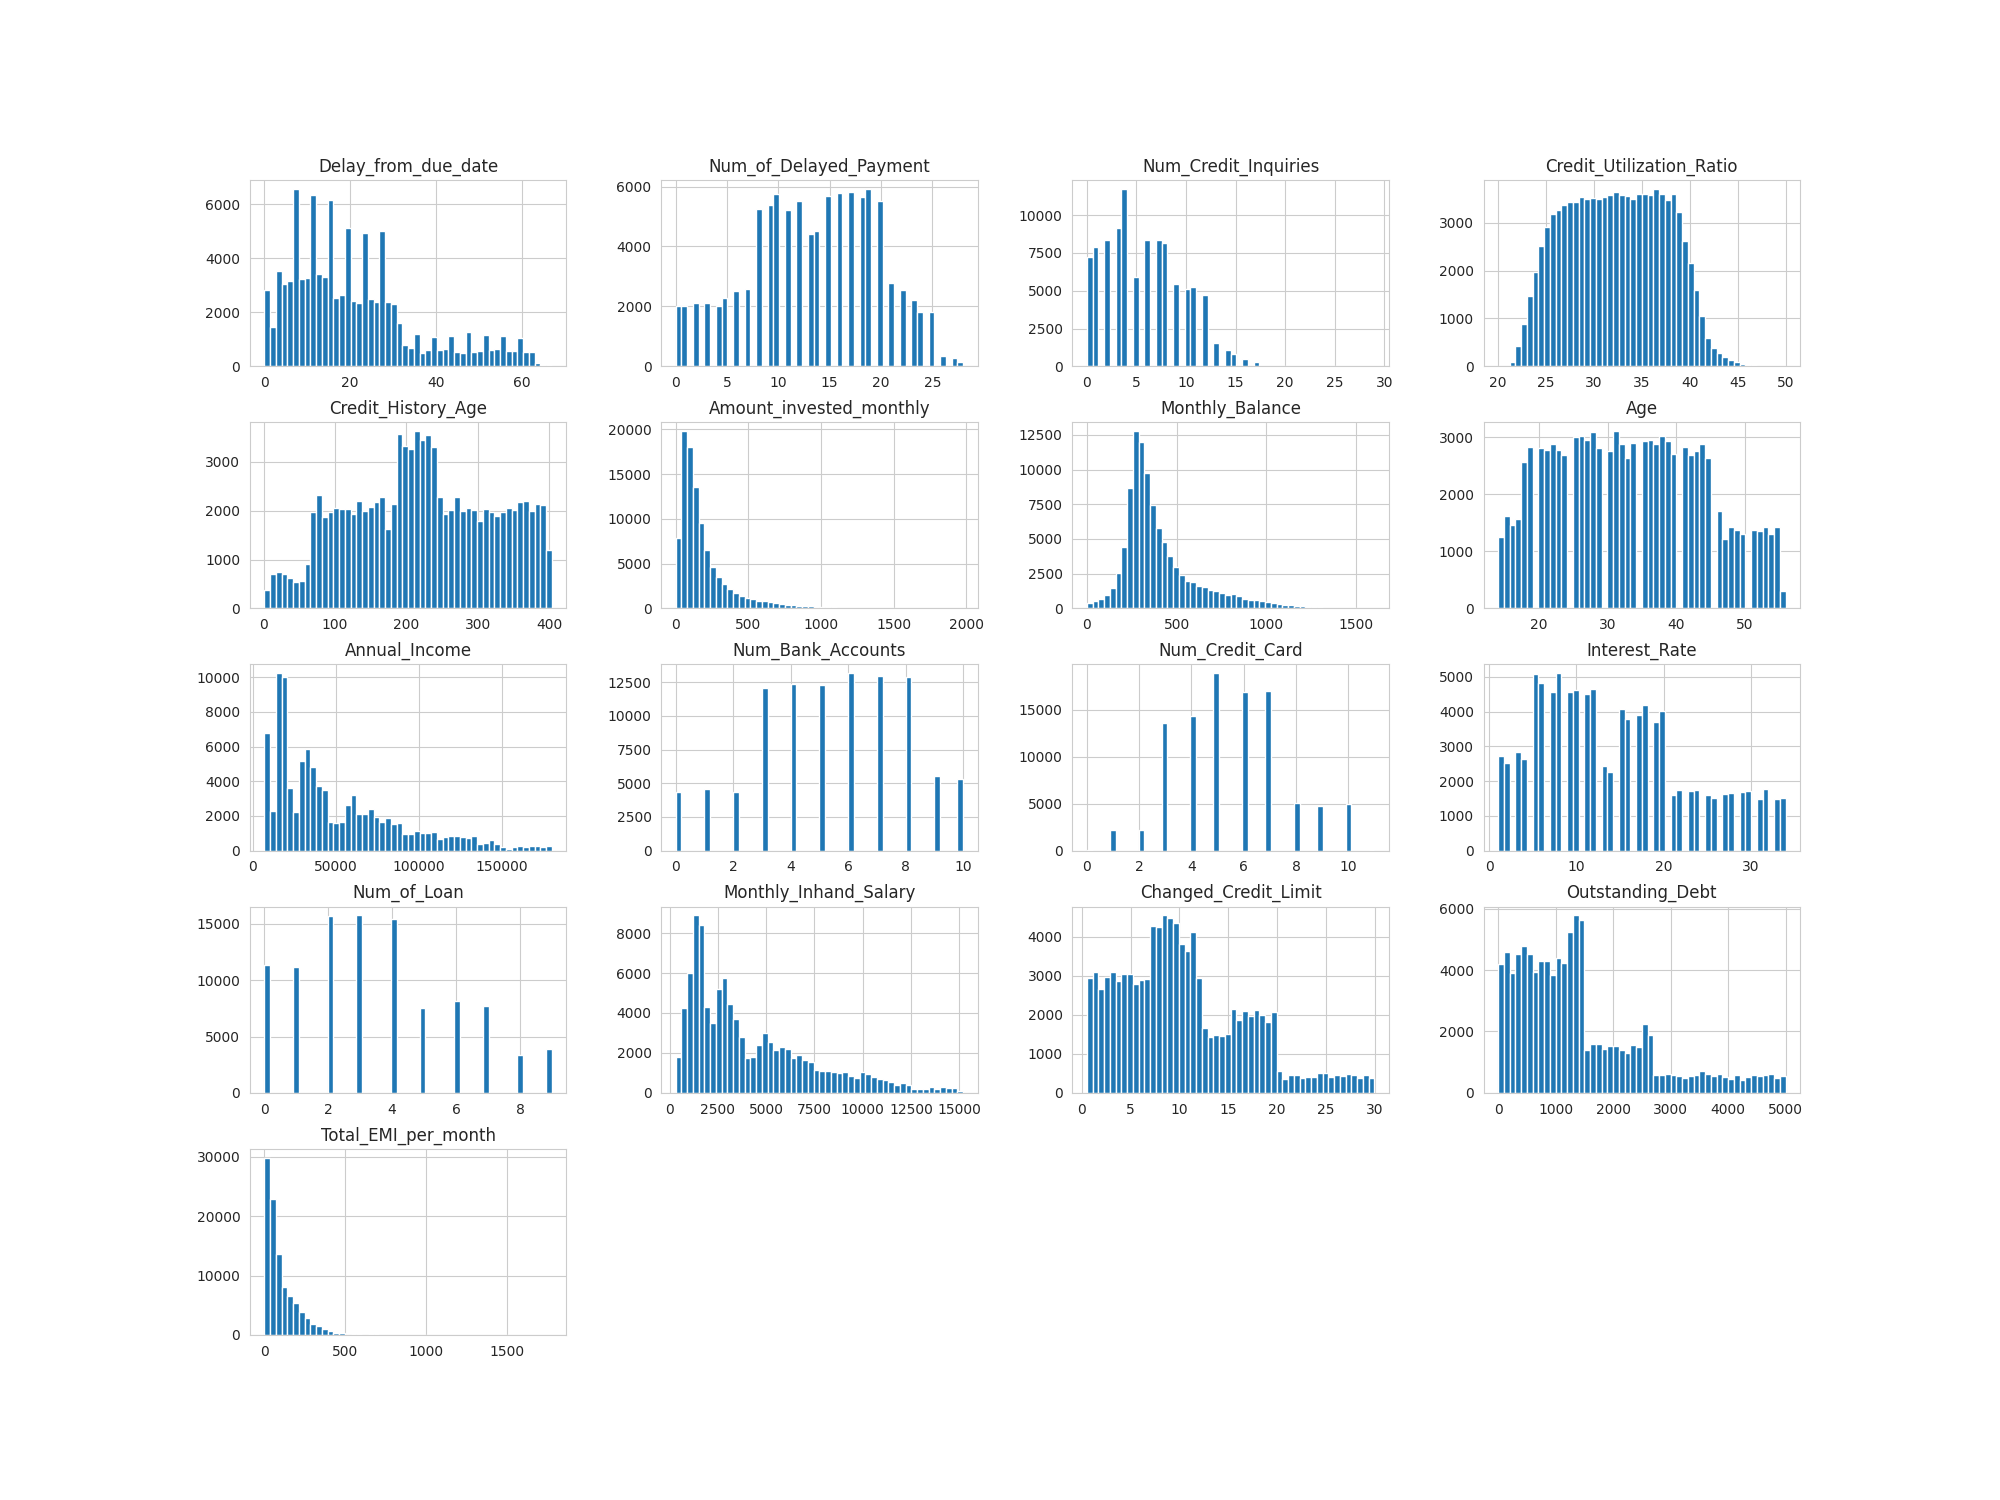 Delay_from_due_date
6000
4000
2000
0
0 20 40 60
Num_of_Delayed_Payment
6000
4000
2000
0
0 5 10 15 20 25
Num_Credit_Inquiries
10000
7500
5000
2500
0
0 5 10 15 20 25 30
Credit_Utilization_Ratio
3000
2000
1000
0
20 25 30 35 40 45 50
Credit_History_Age
3000
2000
1000
0
0 100 200 300 400
Amount_invested_monthly
20000
15000
10000
5000
0
0 500 1000 1500 2000
Monthly_Balance
12500
10000
7500
5000
2500
0
0 500 1000 1500
Age
3000
2000
1000
0
20 30 40 50
Annual_Income
10000
8000
6000
4000
2000
0
0 50000 100000 150000
Num_Bank_Accounts
12500
10000
7500
5000
2500
0
0 2 4 6 8 10
Num_Credit_Card
15000
10000
5000
0
0 2 4 6 8 10
Interest_Rate
5000
4000
3000
2000
1000
0
0 10 20 30
Num_of_Loan
15000
10000
5000
0
0 2 4 6 8
Monthly_Inhand_Salary
8000
6000
4000
2000
0
0 2500 5000 7500 10000 12500 15000
Changed_Credit_Limit
4000
3000
2000
1000
0
0 5 10 15 20 25 30
Outstanding_Debt
6000
4000
2000
0
0 1000 2000 3000 4000 5000
Total_EMI_per_month
30000
20000
10000
0
0 500 1000 1500